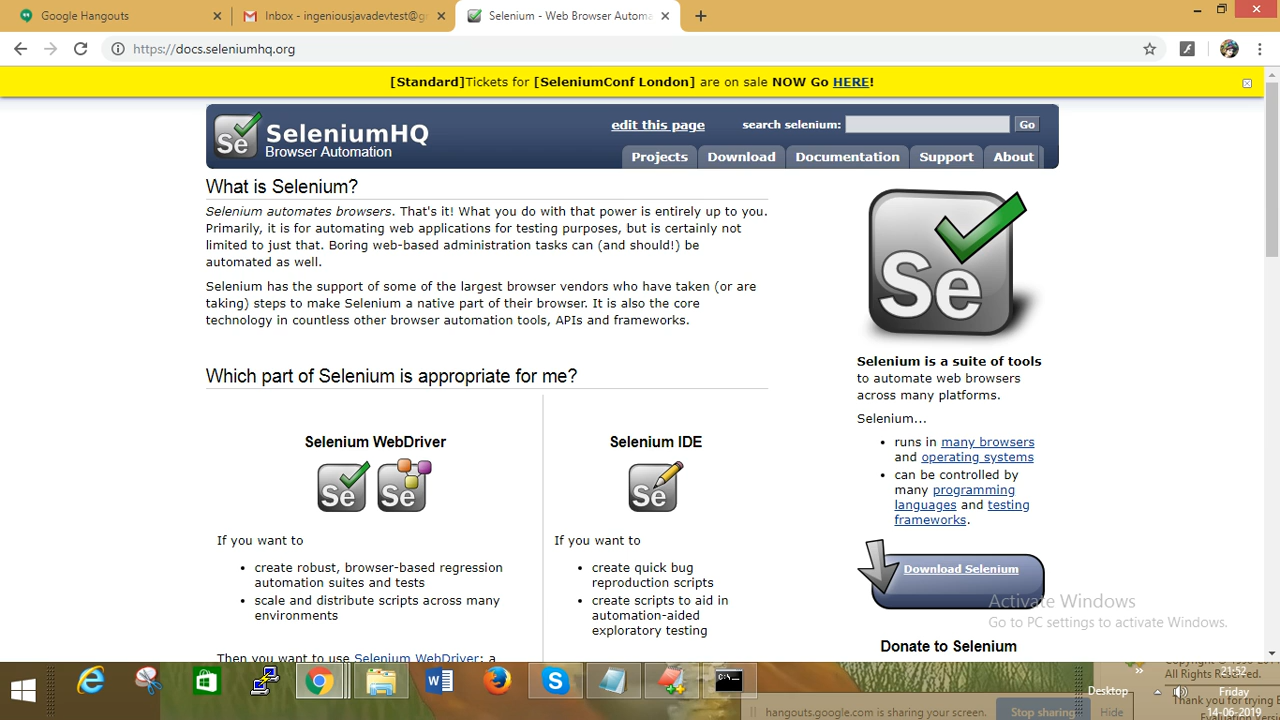 Google Hangouts
Inbox - ingeniousjavadevtest@g
Selenium - Web Browser Automa
https://docs.seleniumhq.org
[Standard]Tickets for [SeleniumConf London] are on sale NOW Go HERE!
Se
SeleniumHQ
Browser Automation
edit this page
search selenium:
Go
Projects
Download
Documentation
Support
About
What is Selenium?
Selenium automates browsers. That's it! What you do with that power is entirely up to you.
Primarily, it is for automating web applications for testing purposes, but is certainly not
limited to just that. Boring web-based administration tasks can (and should!) be
automated as well.
Selenium has the support of some of the largest browser vendors who have taken (or are
taking) steps to make Selenium a native part of their browser. It is also the core
technology in countless other browser automation tools, APIs and frameworks.
Which part of Selenium is appropriate for me?
Selenium WebDriver
Se
Se
If you want to
• create robust, browser-based regression
automation suites and tests
• scale and distribute scripts across many
environments
Then you want to use Selenium WebDriver: a
Selenium IDE
Se
If you want to
• create quick bug
reproduction scripts
• create scripts to aid in
automation-aided
exploratory testing
Se
Selenium is a suite of tools
to automate web browsers
across many platforms.
Selenium...
• runs in many browsers
and operating systems
• can be controlled by
many programming
languages and testing
frameworks.
Download Selenium
Activate Windows
Go to PC settings to activate Windows.
Donate to Selenium
C:\_
hangouts.google.com is sharing your screen.
Stop sharing
Hide
Desktop
»
All Rights Reserved.
Thank you for trying
21:52
Friday
14-06-2019